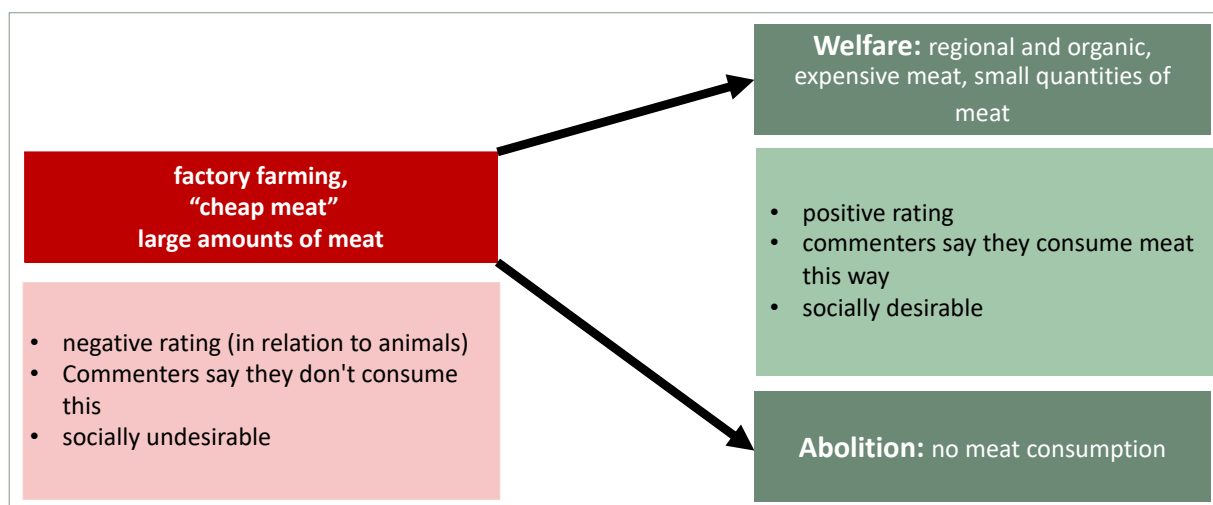 factory farming,
“cheap meat”
large amounts of meat
• negative rating (in relation to animals)
• Commenters say they don't consume
this
• socially undesirable
Welfare: regional and organic,
expensive meat, small quantities of
meat
• positive rating
• commenters say they consume meat
this way
• socially desirable
Abolition: no meat consumption